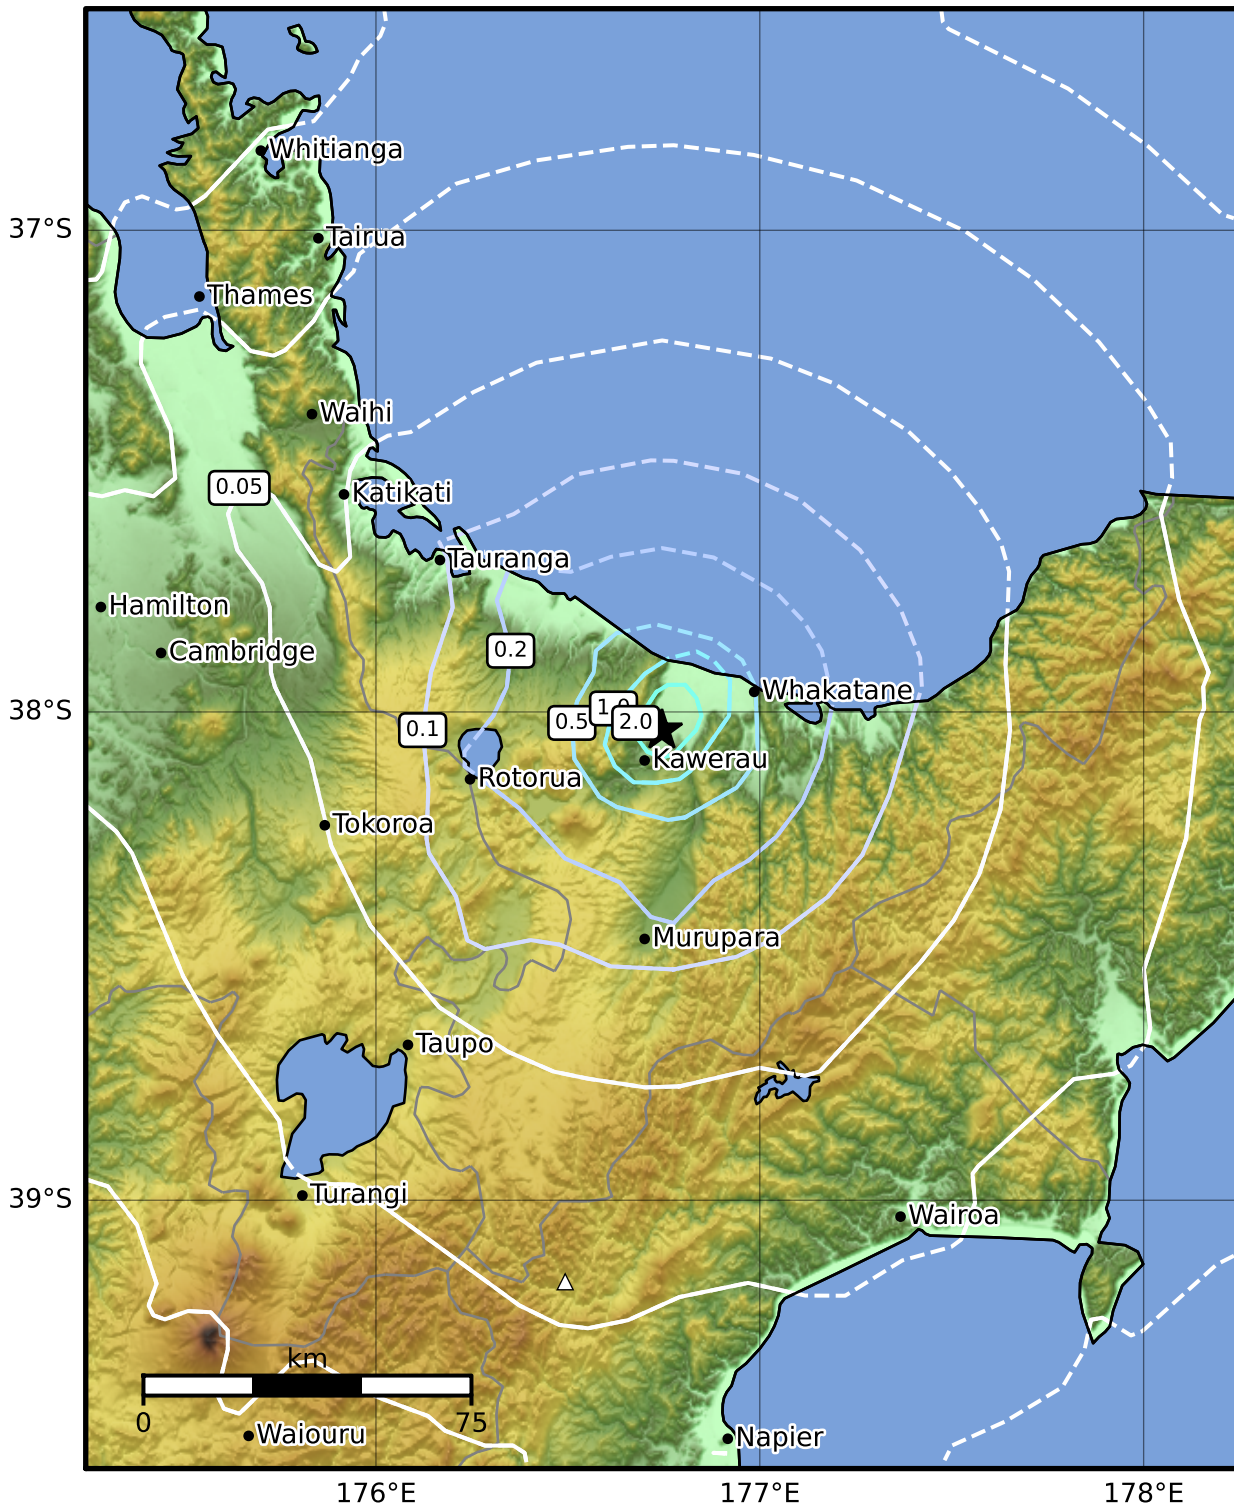 Whitianga
37°S
Tairua
Thames
Waihi
0.05
Katikati
Tauranga
Hamilton
Cambridge
0.2
Whakatane
38°S
0.5
2.0
0.1
Kawerau
Rotorua
Tokoroa
Murupara
Taupo
39°S
Turangi
Wairoa
km
0
75
Waiouru
Napier
176°E
177°E
178°E